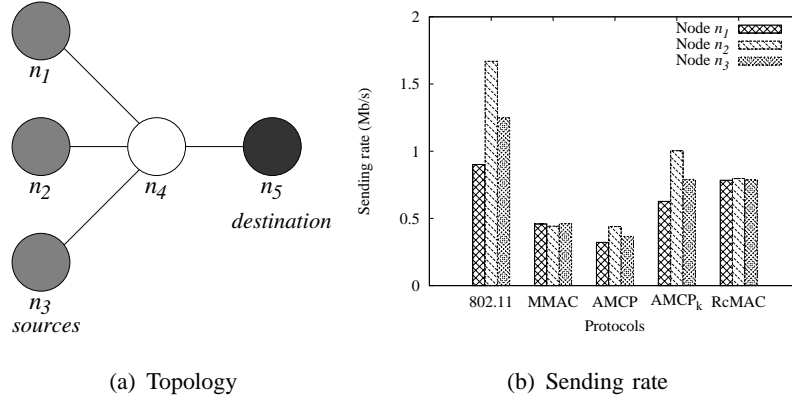 n1
n2
n3
sources
n4
n5
destination
(a) Topology
2
1.5
1
0.5
0
Sending rate (Mb/s)
Node n1
Node n2
Node n3
802.11 MMAC AMCP AMCPk RcMAC
Protocols
(b) Sending rate